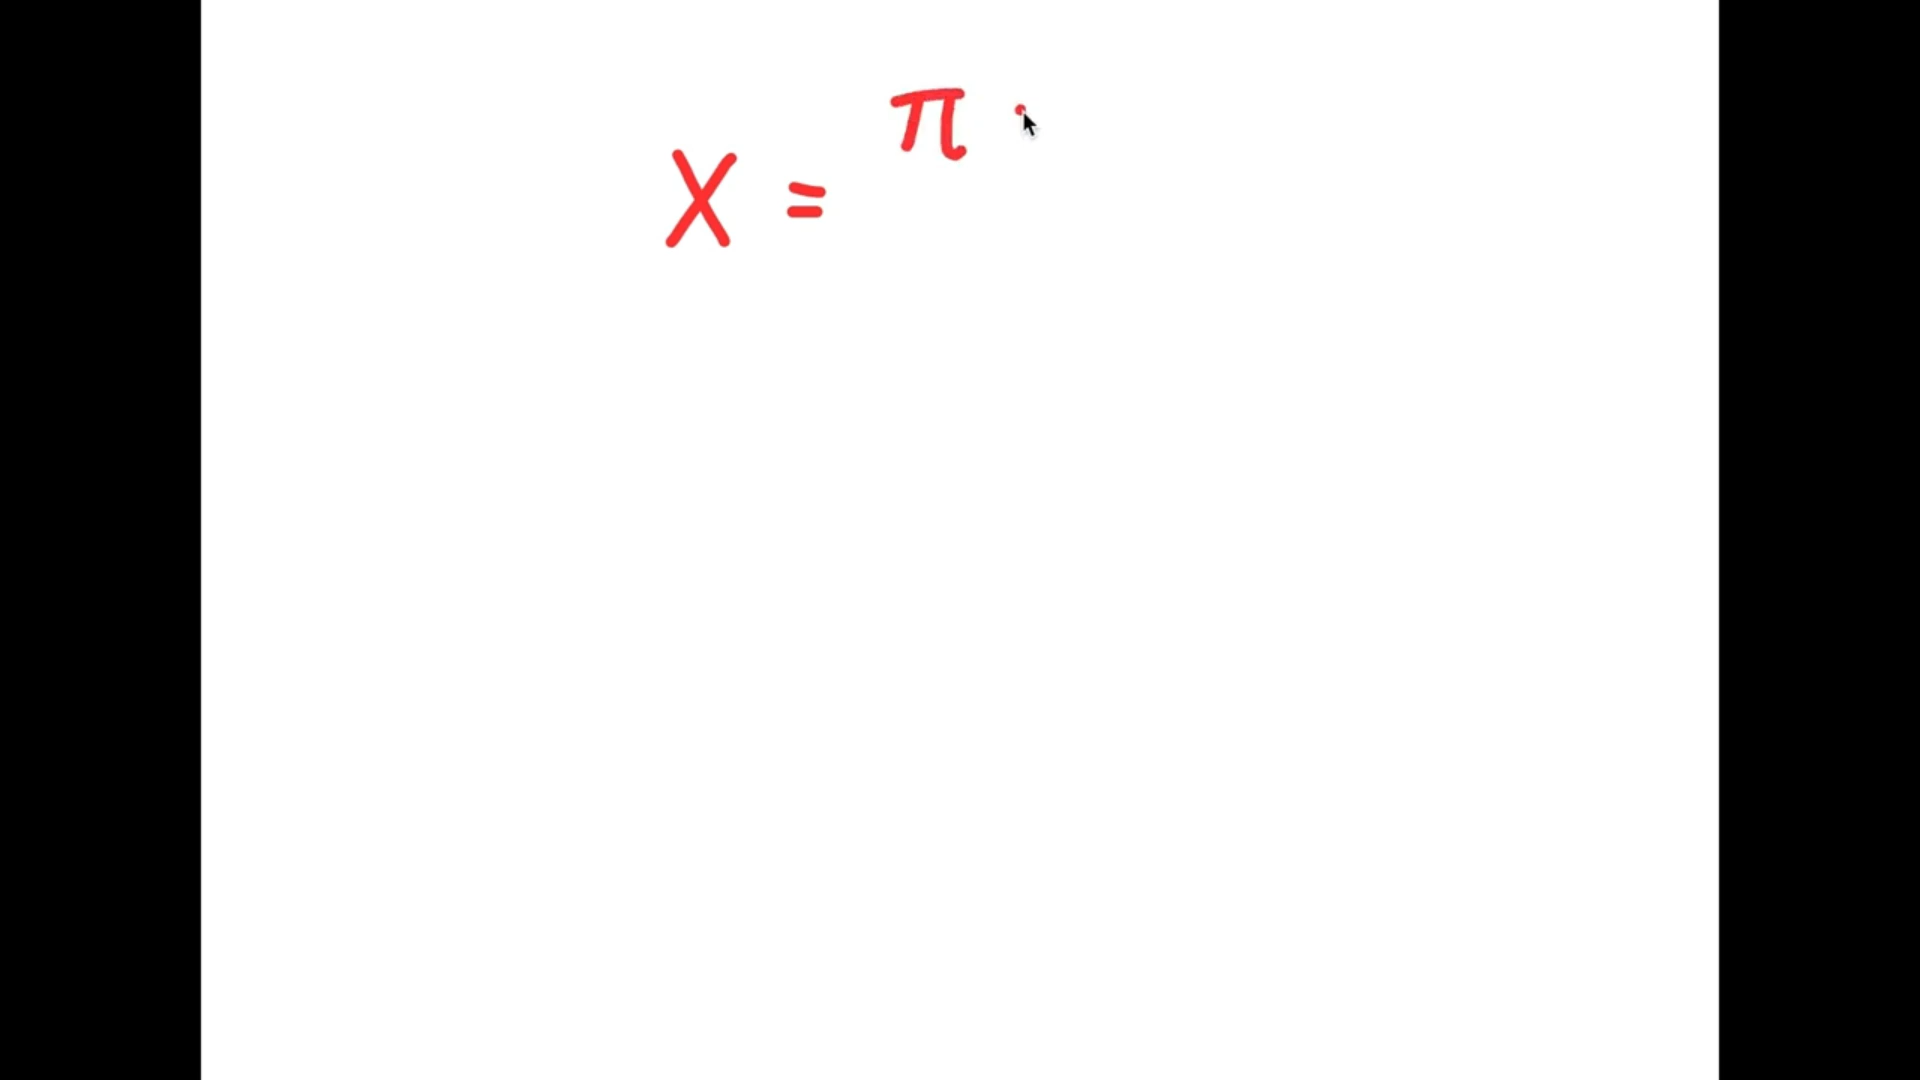 X = π